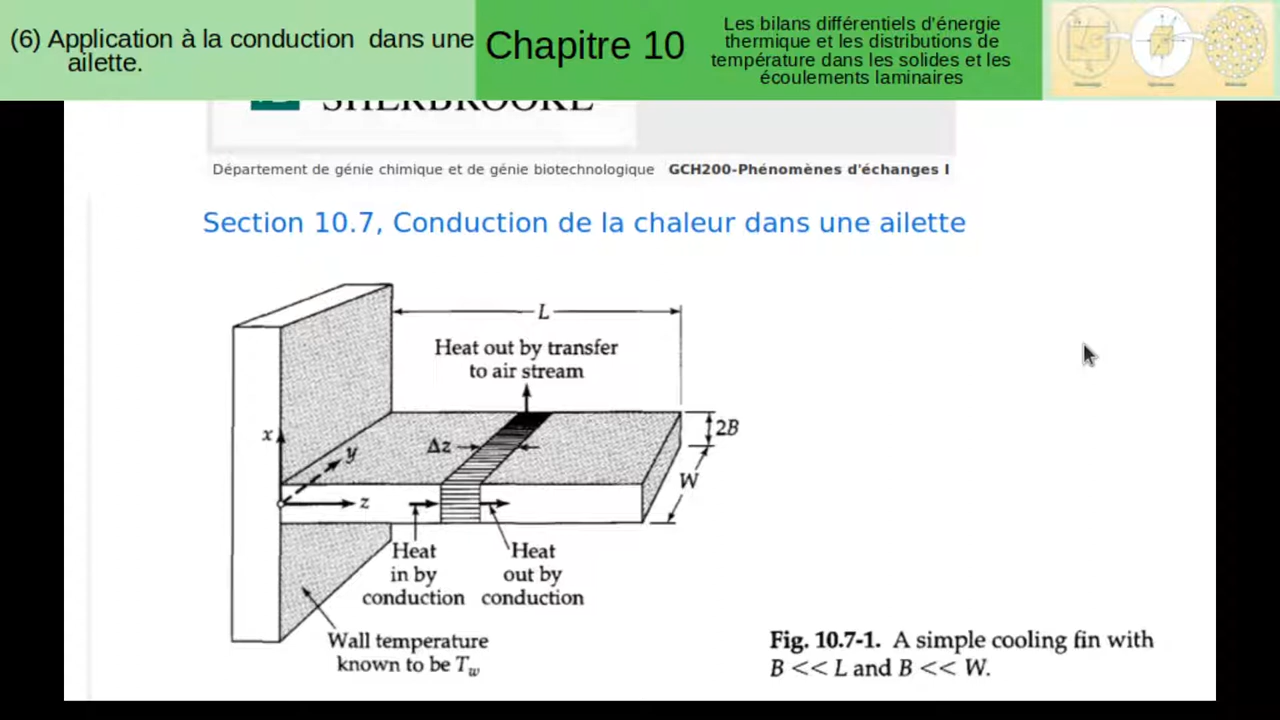 (6) Application à la conduction dans une
ailette.
Chapitre 10
Les bilans différentiels d'énergie
thermique et les distributions de
température dans les solides et les
écoulements laminaires
SHERBROOKE
Département de génie chimique et de génie biotechnologique GCH200-Phénomènes d'échanges I
Section 10.7, Conduction de la chaleur dans une ailette
L
Heat out by transfer
to air stream
2B
x
y
Δz
W
z
Heat
in by
conduction
Heat
out by
conduction
Wall temperature
known to be Tw
Fig. 10.7-1. A simple cooling fin with
B << L and B << W.